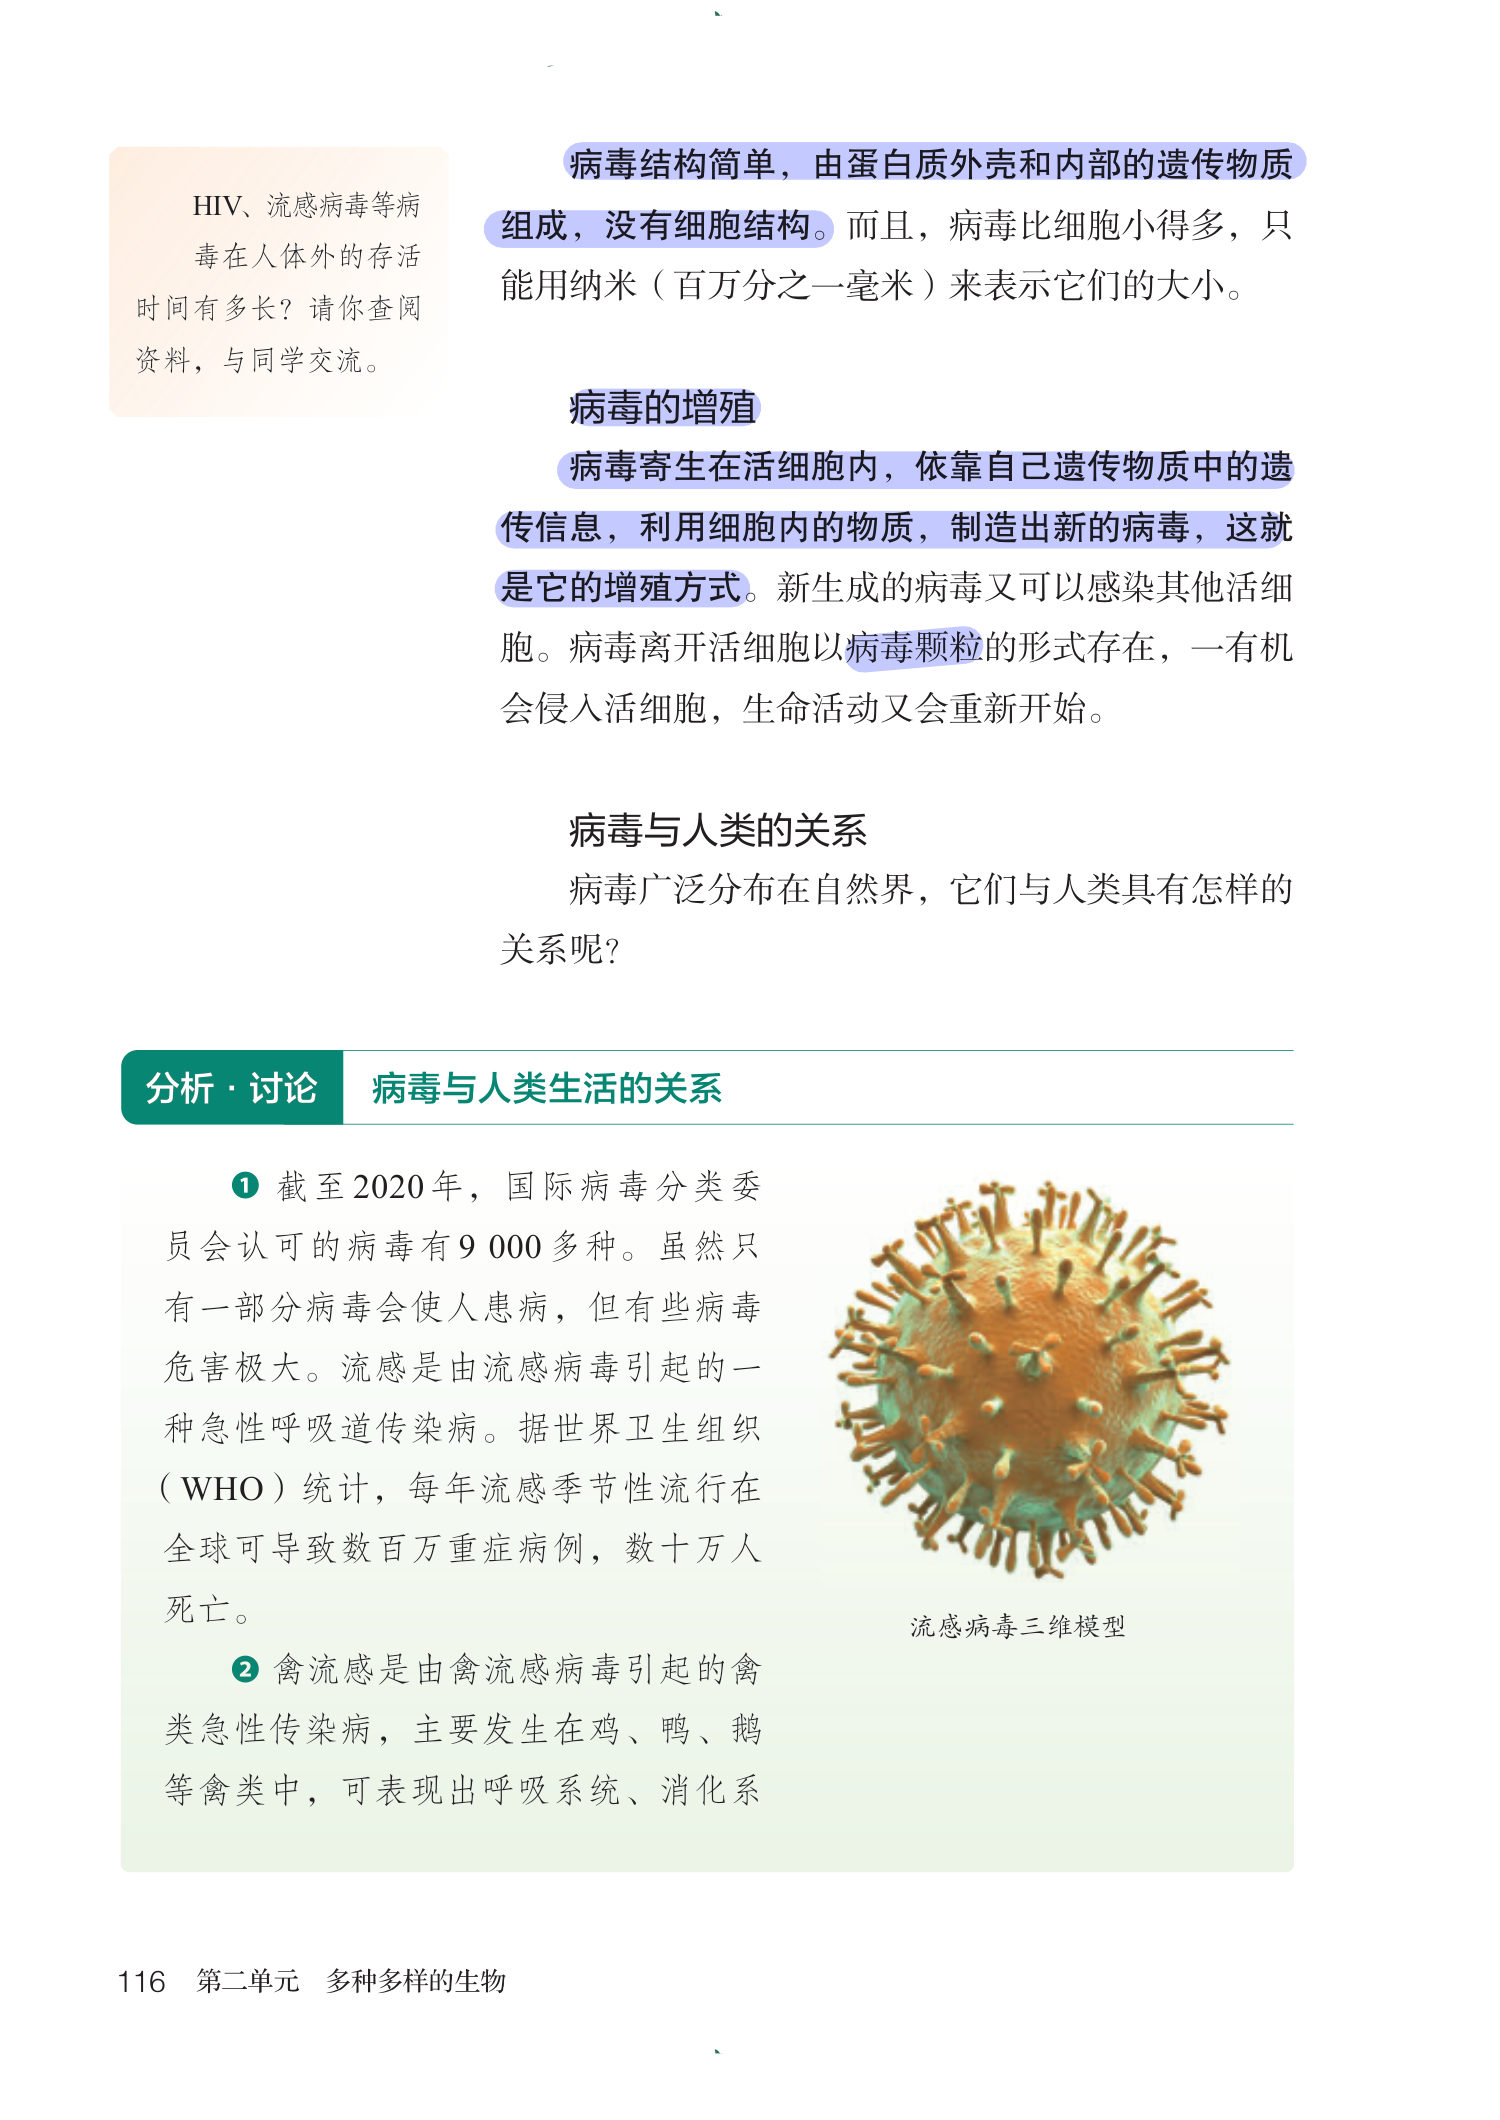 HIV、流感病毒等病
毒在人体外的存活
时间有多长？请你查阅
资料，与同学交流。
病毒结构简单，由蛋白质外壳和内部的遗传物质
组成，没有细胞结构。而且，病毒比细胞小得多，只
能用纳米（百万分之一毫米）来表示它们的大小。
病毒的增殖
病毒寄生在活细胞内，依靠自己遗传物质中的遗
传信息，利用细胞内的物质，制造出新的病毒，这就
是它的增殖方式。新生成的病毒又可以感染其他活细
胞。病毒离开活细胞以病毒颗粒的形式存在，一有机
会侵入活细胞，生命活动又会重新开始。
病毒与人类的关系
病毒广泛分布在自然界，它们与人类具有怎样的
关系呢？
分析·讨论 病毒与人类生活的关系
❶ 截至2020年，国际病毒分类委
员会认可的病毒有9 000多种。虽然只
有一部分病毒会使人患病，但有些病毒
危害极大。流感是由流感病毒引起的一
种急性呼吸道传染病。据世界卫生组织
（WHO）统计，每年流感季节性流行在
全球可导致数百万重症病例，数十万人
死亡。
❷ 禽流感是由禽流感病毒引起的禽
类急性传染病，主要发生在鸡、鸭、鹅
等禽类中，可表现出呼吸系统、消化系
流感病毒三维模型
116 第二单元 多种多样的生物